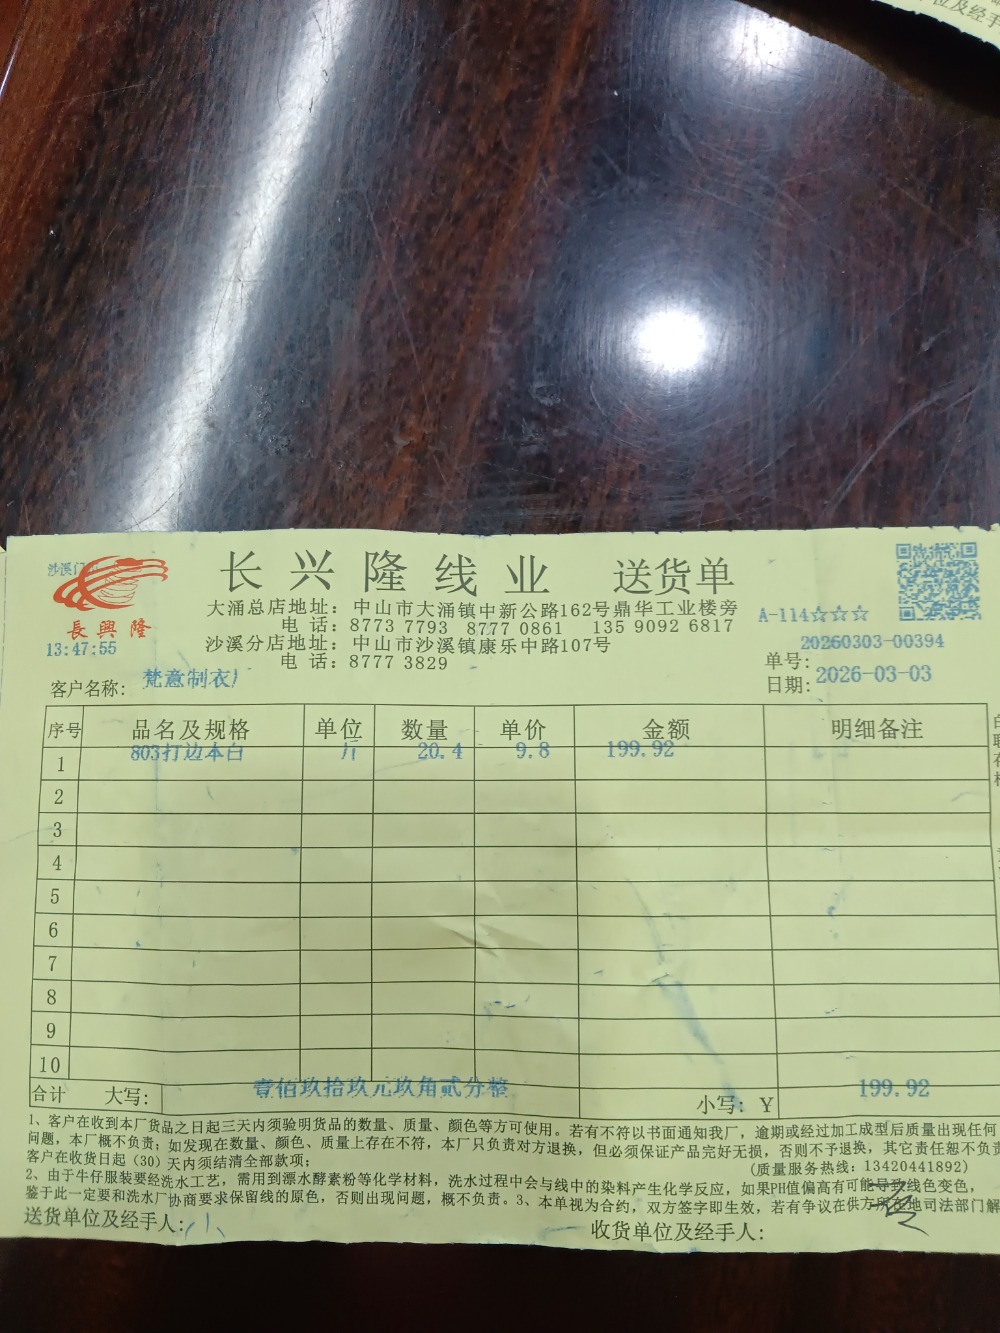 位及经手
沙溪门
長興隆
13:47:55
长兴隆线业 送货单
大涌总店地址：中山市大涌镇中新公路162号鼎华工业楼旁
电 话：8773 7793 8777 0861 135 9092 6817
沙溪分店地址：中山市沙溪镇康乐中路107号
电 话：8777 3829
A-114☆☆☆
20260303-00394
单号：
日期：2026-03-03
客户名称：梵意制衣厂
序号 品名及规格 单位 数量 单价 金额 明细备注
1 803打边本白 斤 20.4 9.8 199.92
2
3
4
5
6
7
8
9
10
合计 大写：壹佰玖拾玖元玖角贰分整 小写：Y 199.92
1、客户在收到本厂货品之日起三天内须验明货品的数量、质量、颜色等方可使用。若有不符以书面通知我厂，逾期或经过加工成型后质量出现任何
问题，本厂概不负责；如发现在数量、颜色、质量上存在不符，本厂只负责对方退换，但必须保证产品完好无损，否则不予退换，其它责任恕不负责
客户在收货日起（30）天内须结清全部款项；
（质量服务热线：13420441892）
2、由于牛仔服装要经洗水工艺，需用到漂水酵素粉等化学材料，洗水过程中会与线中的染料产生化学反应，如果PH值偏高有可能导致线色变色，
鉴于此一定要和洗水厂协商要求保留线的原色，否则出现问题，概不负责。3、本单视为合约，双方签字即生效，若有争议在供方所在地司法部门解
送货单位及经手人： 收货单位及经手人：